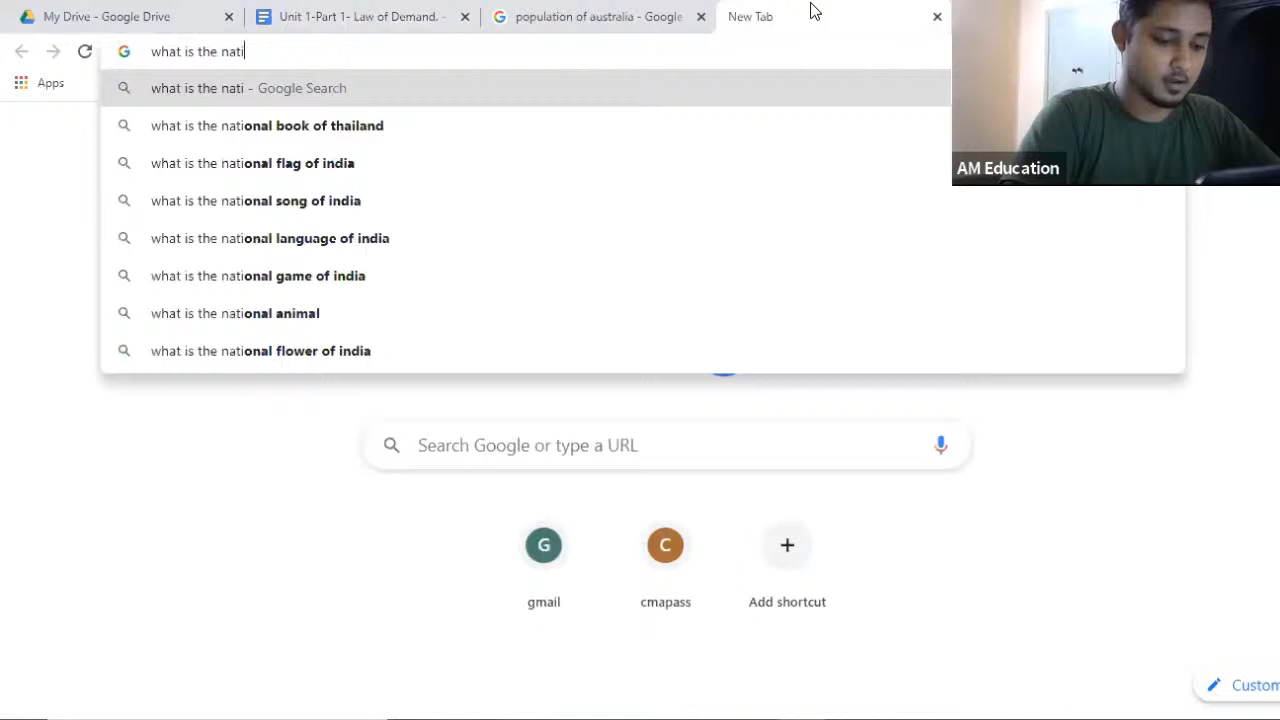 My Drive - Google Drive
Unit 1-Part 1- Law of Demand. -
population of australia - Google
New Tab
what is the nati
Apps
what is the nati - Google Search
what is the national book of thailand
what is the national flag of india
what is the national song of india
what is the national language of india
what is the national game of india
what is the national animal
what is the national flower of india
AM Education
Search Google or type a URL
G
C
gmail
cmapass
Add shortcut
Custom